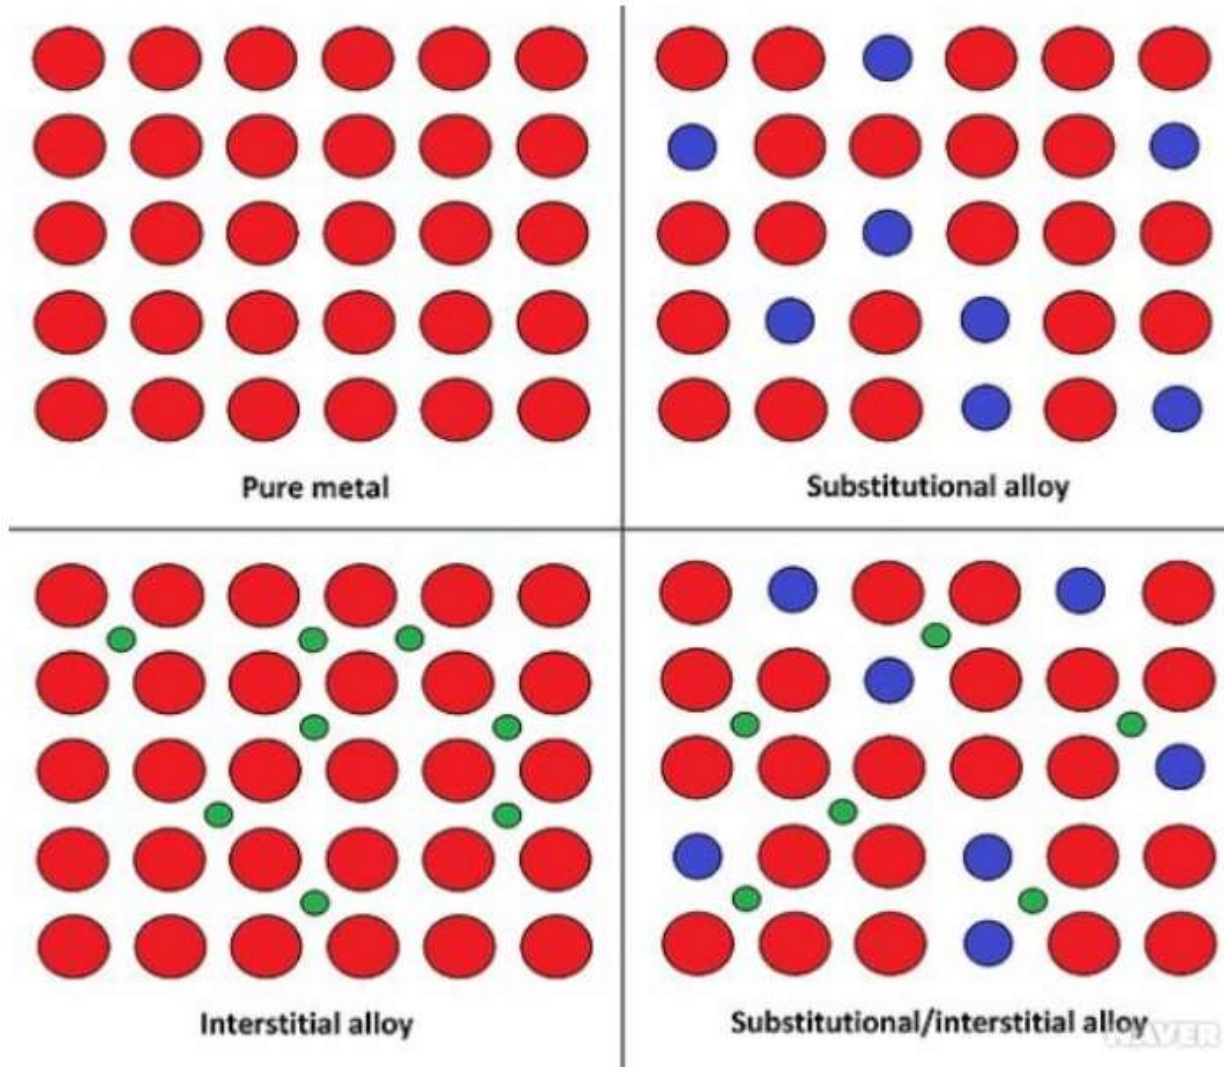 Pure metal
Substitutional alloy
Interstitial alloy
Substitutional/interstitial alloy
NAVER